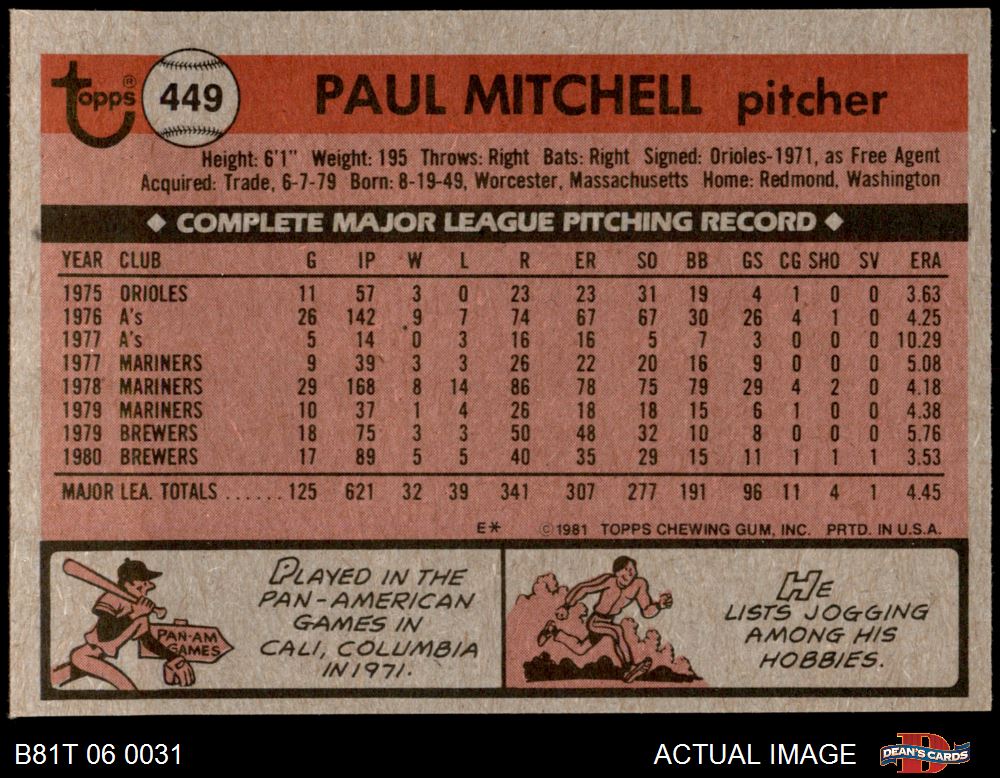 Topps® 449 PAUL MITCHELL pitcher
Height: 6'1" Weight: 195 Throws: Right Bats: Right Signed: Orioles-1971, as Free Agent
Acquired: Trade, 6-7-79 Born: 8-19-49, Worcester, Massachusetts Home: Redmond, Washington
◆ COMPLETE MAJOR LEAGUE PITCHING RECORD ◆
YEAR CLUB G IP W L R ER SO BB GS CG SHO SV ERA
1975 ORIOLES 11 57 3 0 23 23 31 19 4 1 0 0 3.63
1976 A's 26 142 9 7 74 67 67 30 26 4 1 0 4.25
1977 A's 5 14 0 3 16 16 5 7 3 0 0 0 10.29
1977 MARINERS 9 39 3 3 26 22 20 16 9 0 0 0 5.08
1978 MARINERS 29 168 8 14 86 78 75 79 29 4 2 0 4.18
1979 MARINERS 10 37 1 4 26 18 18 15 6 1 0 0 4.38
1979 BREWERS 18 75 3 3 50 48 32 10 8 0 0 0 5.76
1980 BREWERS 17 89 5 5 40 35 29 15 11 1 1 1 3.53
MAJOR LEA. TOTALS ...... 125 621 32 39 341 307 277 191 96 11 4 1 4.45
E* © 1981 TOPPS CHEWING GUM, INC. PRTD. IN U.S.A.
PAN-AM
GAMES
PLAYED IN THE
PAN-AMERICAN
GAMES IN
CALI, COLUMBIA
IN 1971.
HE
LISTS JOGGING
AMONG HIS
HOBBIES.
B81T 06 0031 ACTUAL IMAGE DEAN'S CARDS